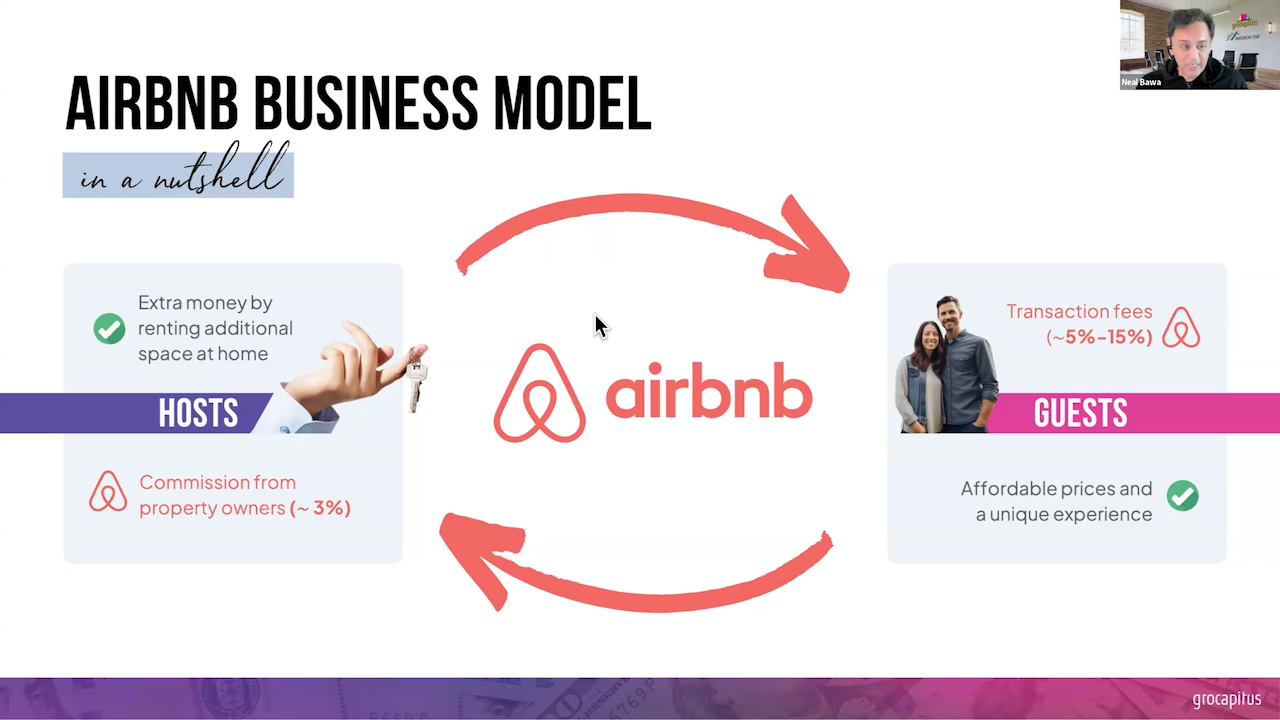 AIRBNB BUSINESS MODEL
in a nutshell
Neal Bawa
grocapitus
Extra money by
renting additional
space at home
HOSTS
Commission from
property owners (~ 3%)
airbnb
Transaction fees
(~5%-15%)
GUESTS
Affordable prices and
a unique experience
grocapitus